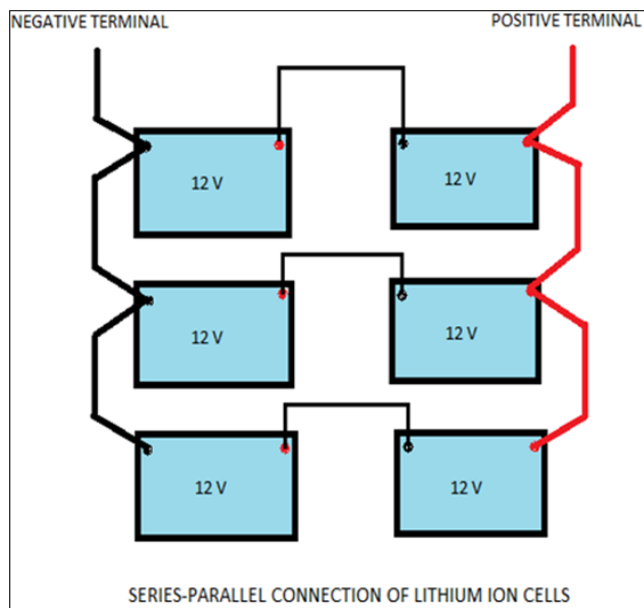 NEGATIVE TERMINAL
POSITIVE TERMINAL
12 V
12 V
12 V
12 V
12 V
12 V
SERIES-PARALLEL CONNECTION OF LITHIUM ION CELLS